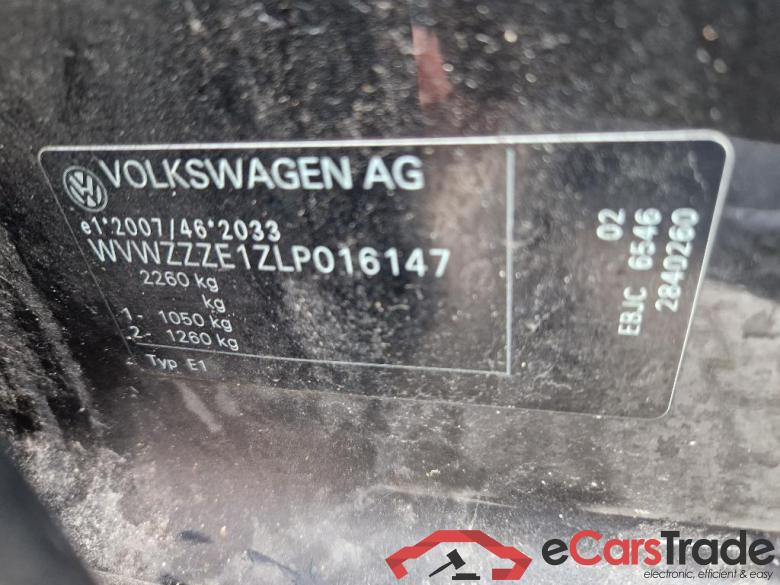 VOLKSWAGEN AG
e1*2007/46*2033
WVWZZZE1ZLP016147
2260 kg
kg
1- 1050 kg
2- 1260 kg
Typ E1
02
EBJC 6546
2840260
eCarsTrade.com
electronic, efficient & easy